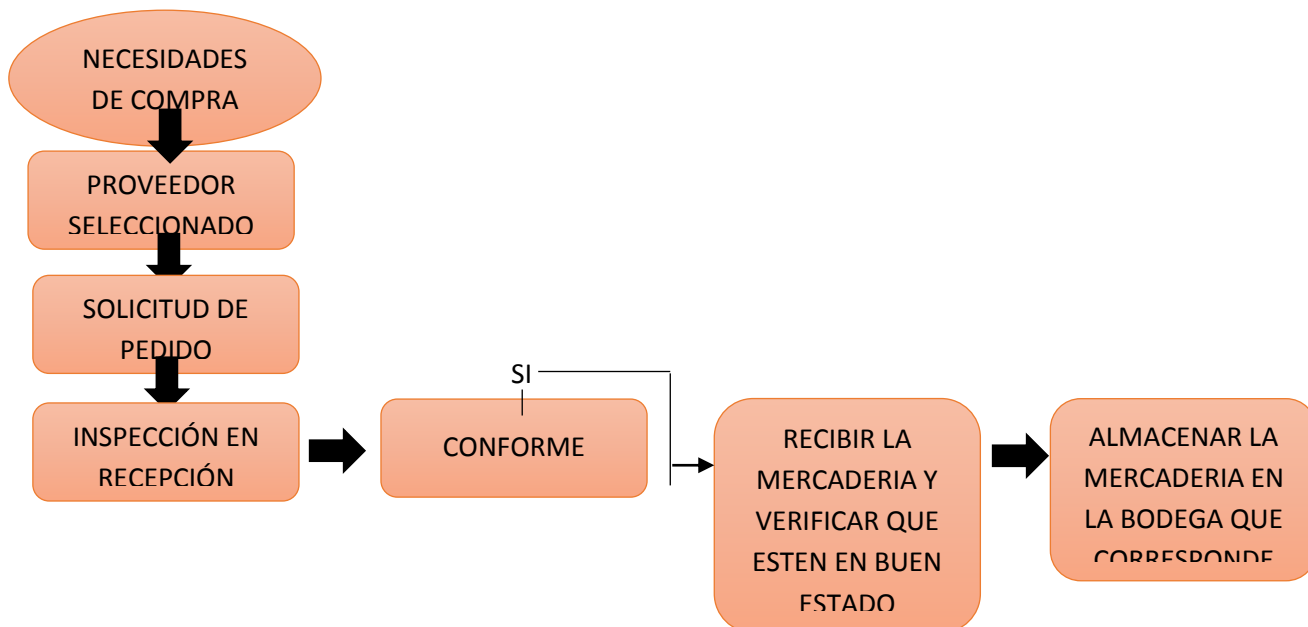 NECESIDADES
DE COMPRA
PROVEEDOR
SELECCIONADO
SOLICITUD DE
PEDIDO
INSPECCIÓN EN
RECEPCIÓN
SI
CONFORME
RECIBIR LA
MERCADERIA Y
VERIFICAR QUE
ESTEN EN BUEN
ESTADO
ALMACENAR LA
MERCADERIA EN
LA BODEGA QUE
CORRESPONDE